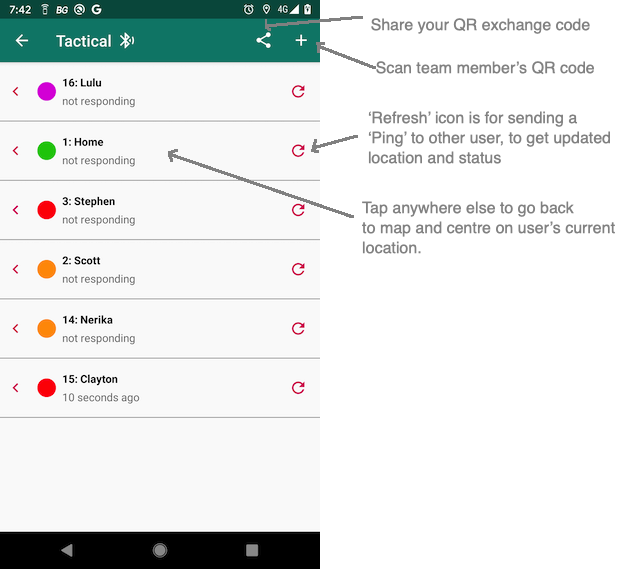 7:42 BG G 4G
Share your QR exchange code
Tactical
Scan team member's QR code
16: Lulu
not responding
'Refresh' icon is for sending a
'Ping' to other user, to get updated
location and status
1: Home
not responding
3: Stephen
not responding
Tap anywhere else to go back
to map and centre on user's current
location.
2: Scott
not responding
14: Nerika
not responding
15: Clayton
10 seconds ago